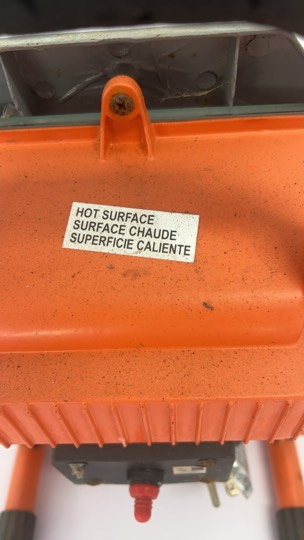 HOT SURFACE
SURFACE CHAUDE
SUPERFICIE CALIENTE